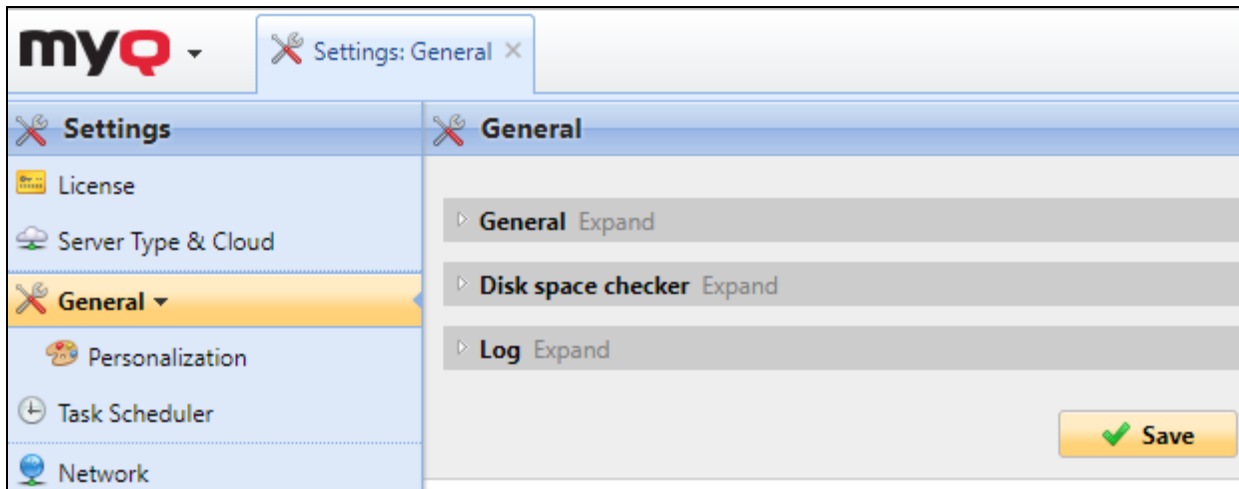 myQ
Settings: General
Settings
License
Server Type & Cloud
General
Personalization
Task Scheduler
Network
General
General Expand
Disk space checker Expand
Log Expand
Save